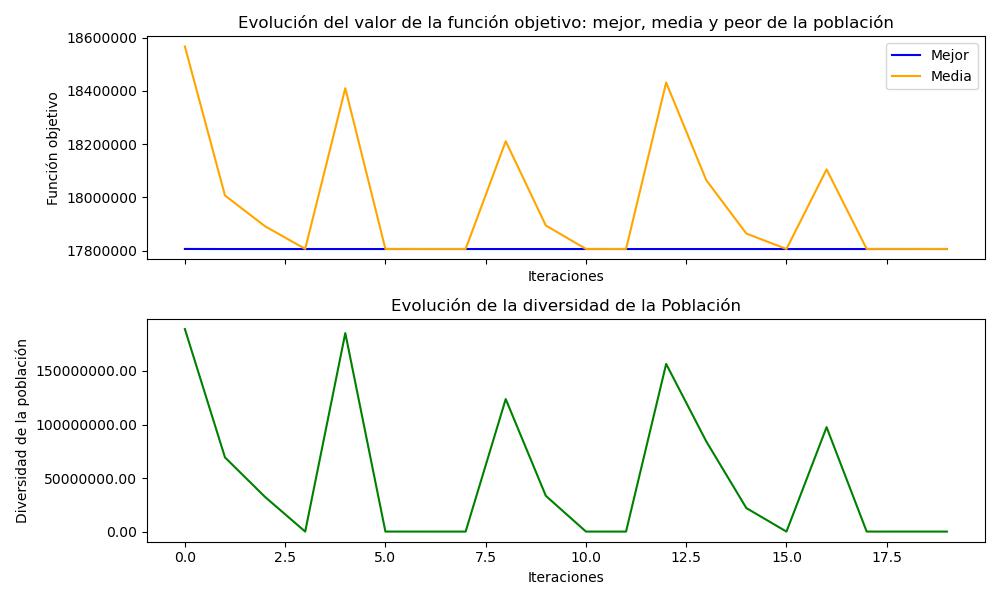 Evolución del valor de la función objetivo: mejor, media y peor de la población
18600000
18400000
18200000
18000000
17800000
Función objetivo
Mejor
Media
Iteraciones
Evolución de la diversidad de la Población
150000000.00
100000000.00
50000000.00
0.00
Diversidad de la población
0.0 2.5 5.0 7.5 10.0 12.5 15.0 17.5
Iteraciones